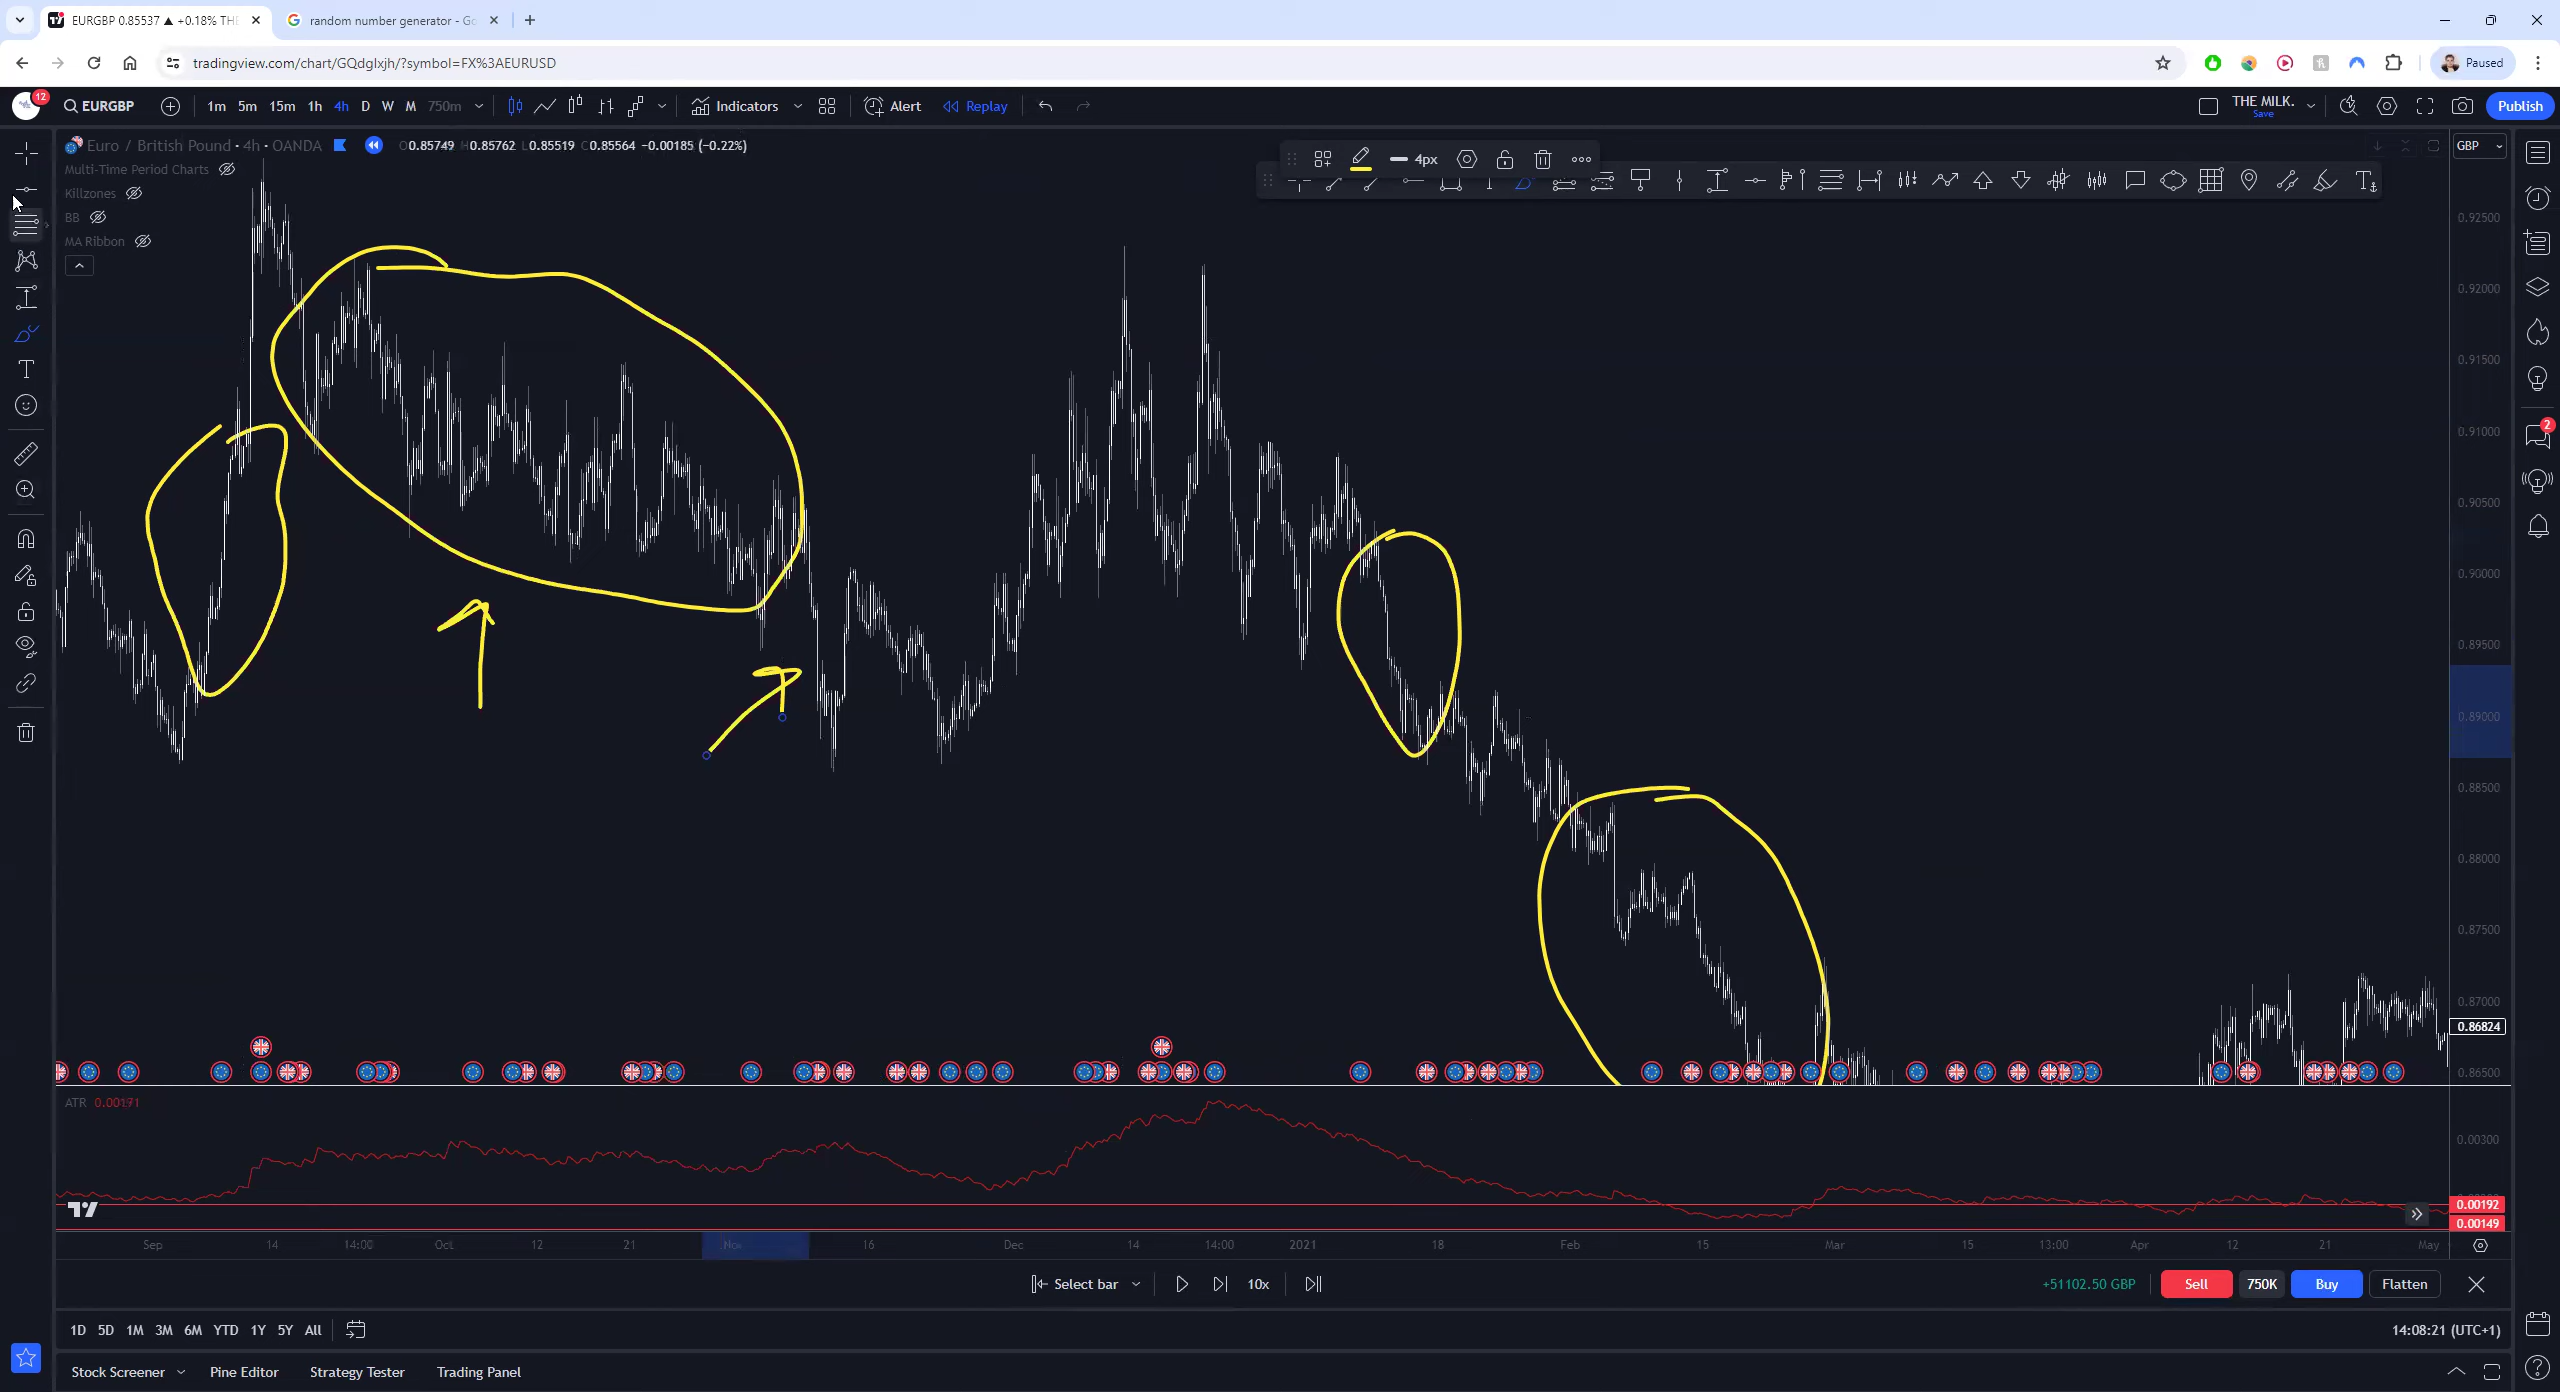 EURGBP 0.85537 ▲ +0.18% THE
random number generator - Go
tradingview.com/chart/GQdglxjh/?symbol=FX%3AEURUSD
Paused
12
EURGBP
1m 5m 15m 1h 4h D W M 750m
Indicators
Alert
Replay
THE MILK.
Save
Publish
Euro / British Pound · 4h · OANDA
O0.85749 H0.85762 L0.85519 C0.85564 −0.00185 (−0.22%)
4px
GBP
Multi-Time Period Charts
Killzones
BB
MA Ribbon
0.92500
0.92000
0.91500
0.91000
2
0.90500
0.90000
0.89500
0.89000
0.88500
0.88000
0.87500
0.87000
0.86824
0.86500
ATR 0.00191
0.00300
0.00192
0.00149
Sep 14 14:00 Oct 12 21 Nov 16 Dec 14 14:00 2021 18 Feb 15 Mar 15 13:00 Apr 12 21 May
Select bar
10x
+51102.50 GBP
Sell
750K
Buy
Flatten
1D 5D 1M 3M 6M YTD 1Y 5Y All
14:08:21 (UTC+1)
Stock Screener
Pine Editor
Strategy Tester
Trading Panel